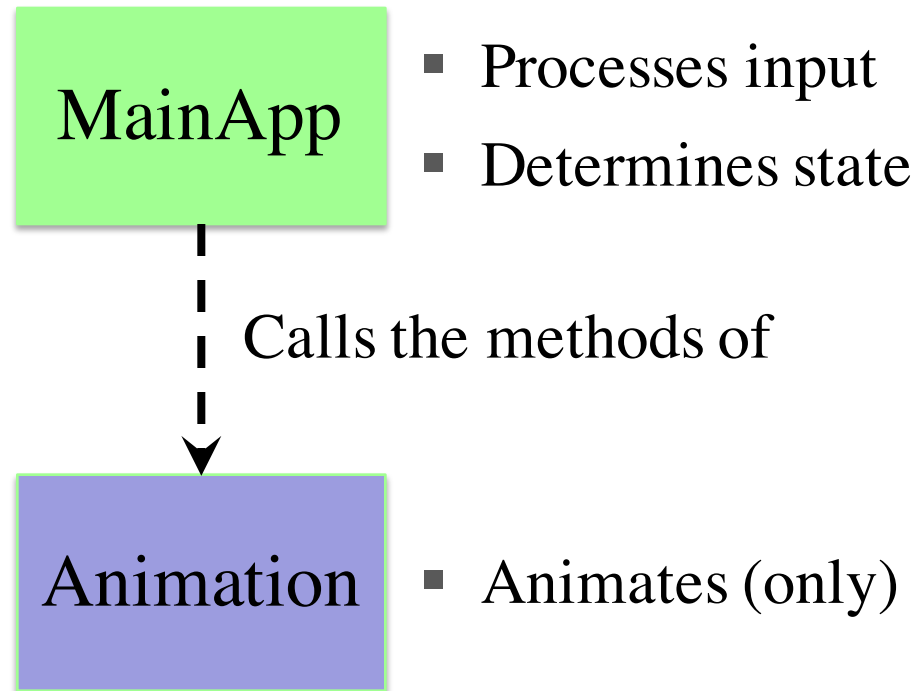 MainApp
▪ Processes input
▪ Determines state
Calls the methods of
Animation
▪ Animates (only)